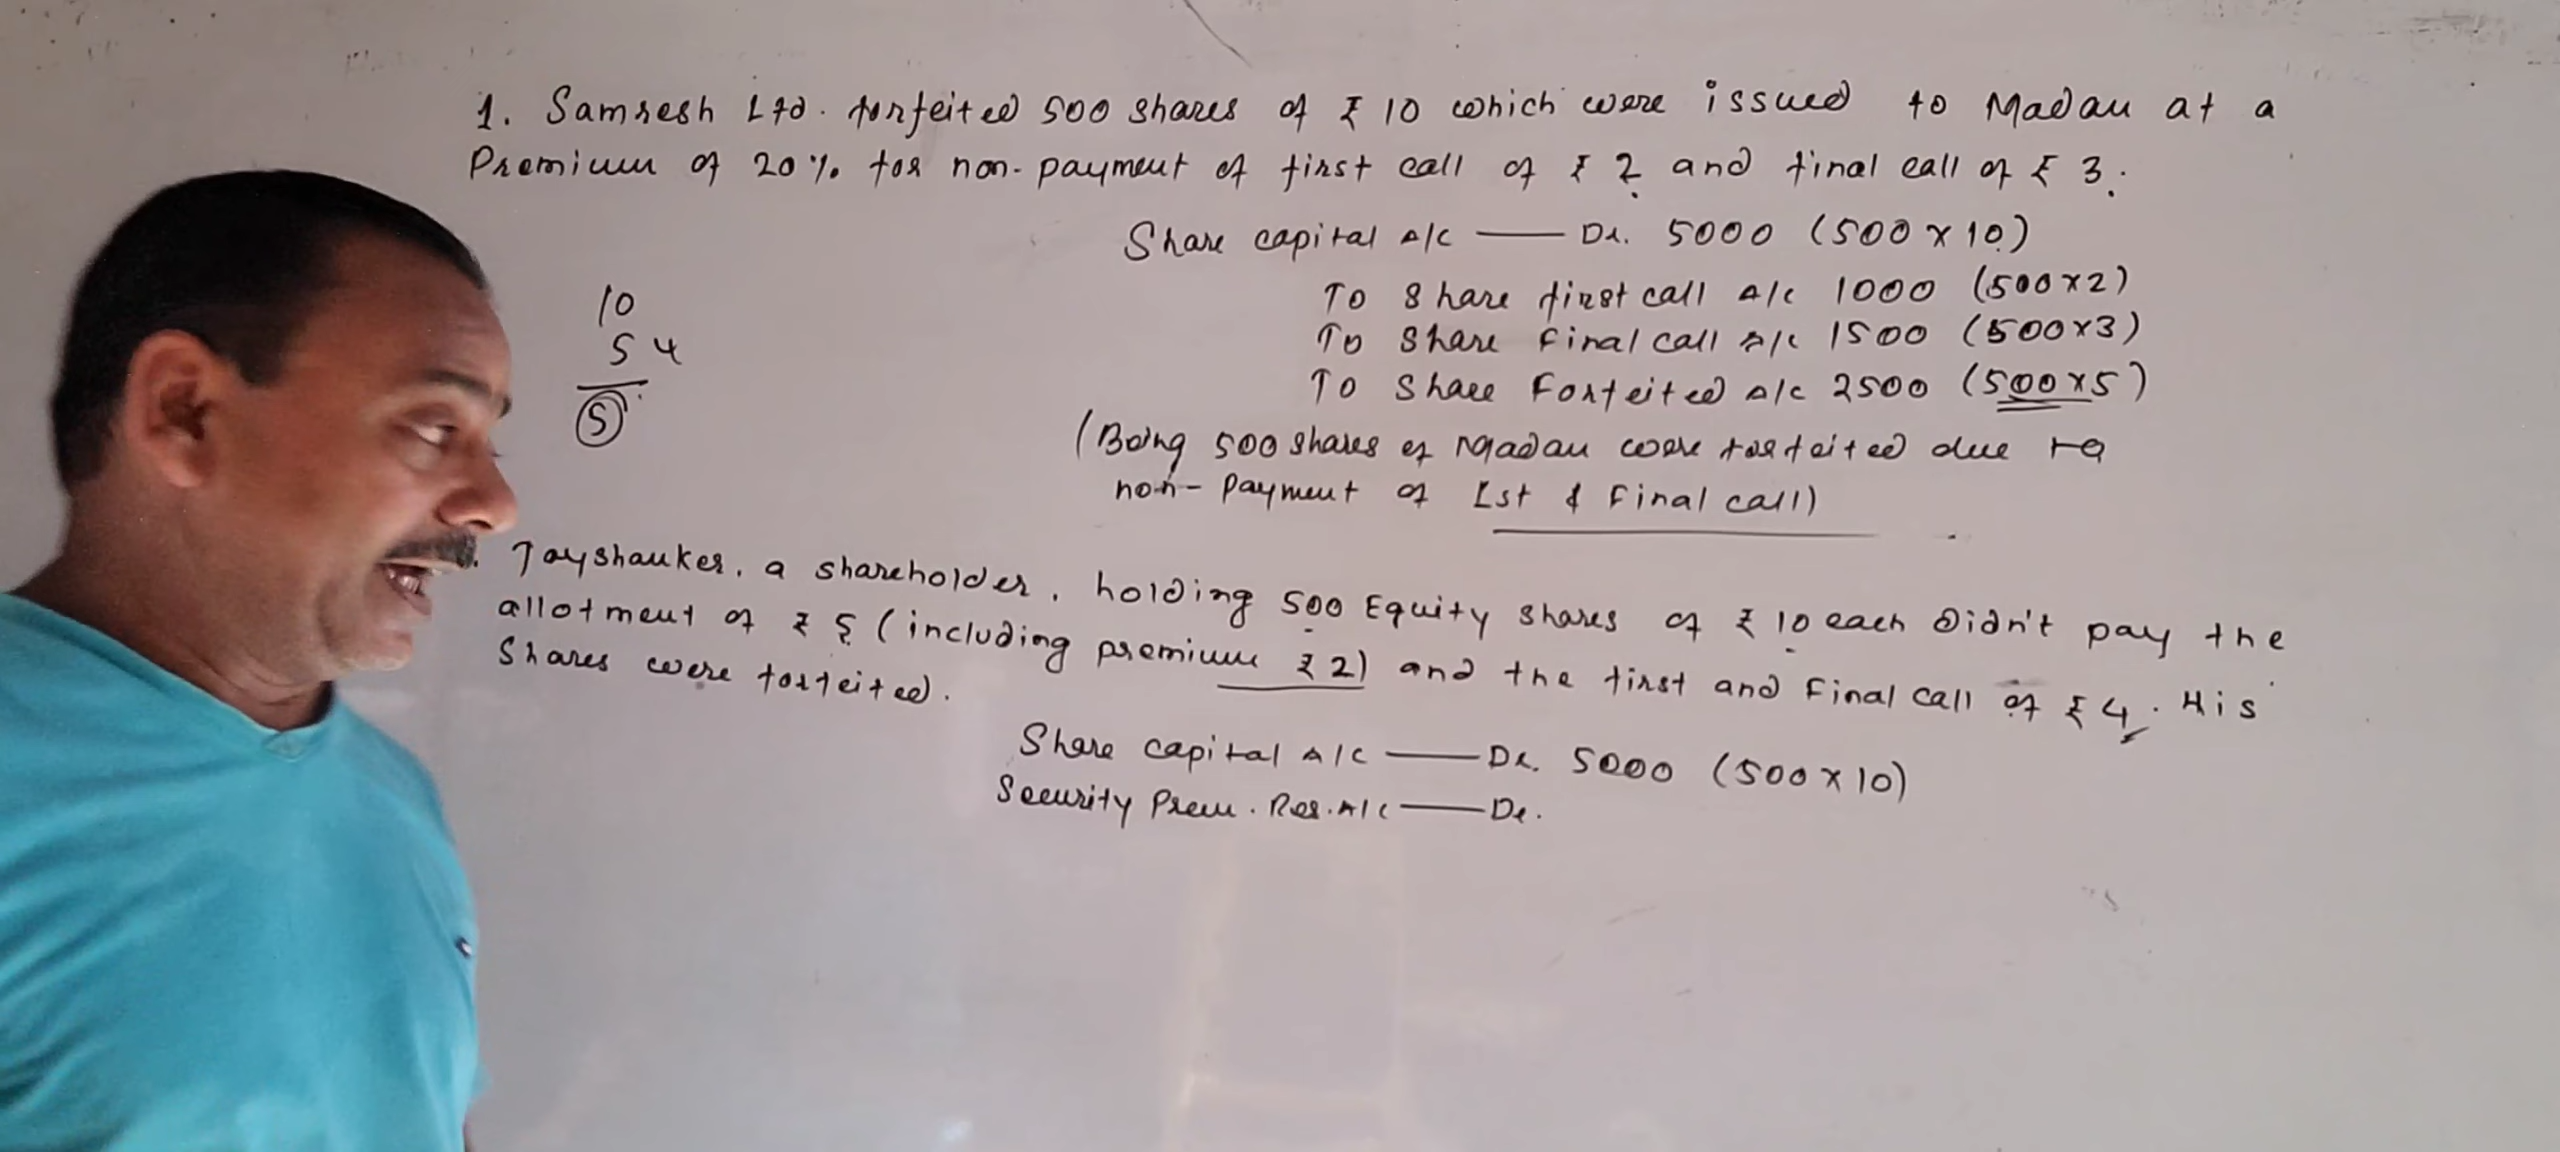 1. Samresh Ltd. forfeited 500 shares of ₹ 10 which were issued to Madan at a
Premium of 20% for non-payment of first call of ₹ 2 and final call of ₹ 3.
Share capital A/C —— Dr. 5000 (500 x 10)
To Share first call A/c 1000 (500x2)
To Share Final call A/c 1500 (500x3)
To Share Forfeited A/c 2500 (500x5)
(Being 500 shares of Madan were forfeited due to
non-payment of Ist & Final call)
10
5 4
5
Jayshanker, a shareholder, holding 500 Equity shares of ₹ 10 each Didn't pay the
allotment of ₹ 5 (including premium ₹ 2) and the first and Final call of ₹ 4. His
Shares were forfeited.
Share capital A/C —— Dr. 5000 (500 x 10)
Security Prem. Res. A/C —— Dr.